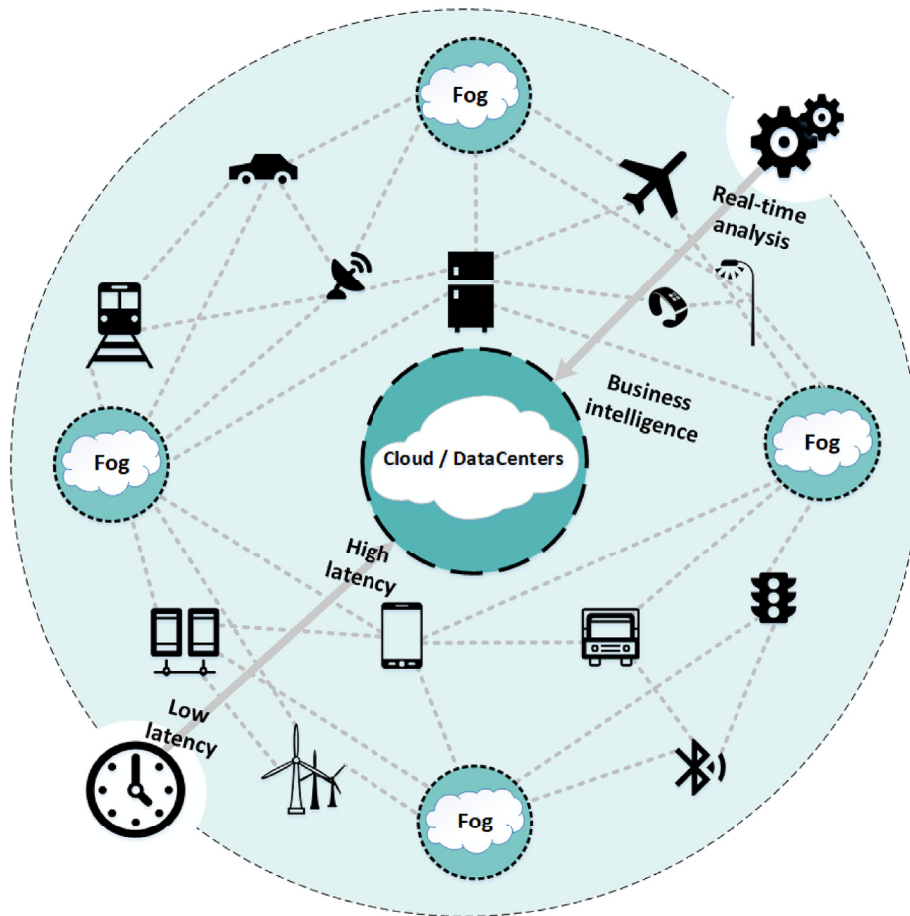 Fog
Real-time
analysis
Business
intelligence
Fog
Cloud / DataCenters
Fog
High
latency
Low
latency
Fog